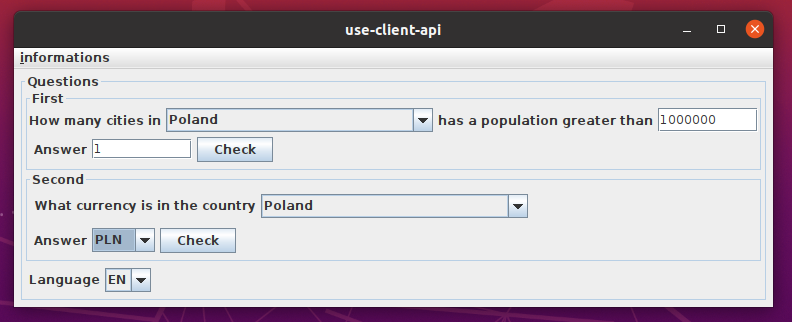 use-client-api
informations
Questions
First
How many cities in Poland has a population greater than 1000000
Answer 1 Check
Second
What currency is in the country Poland
Answer PLN Check
Language EN